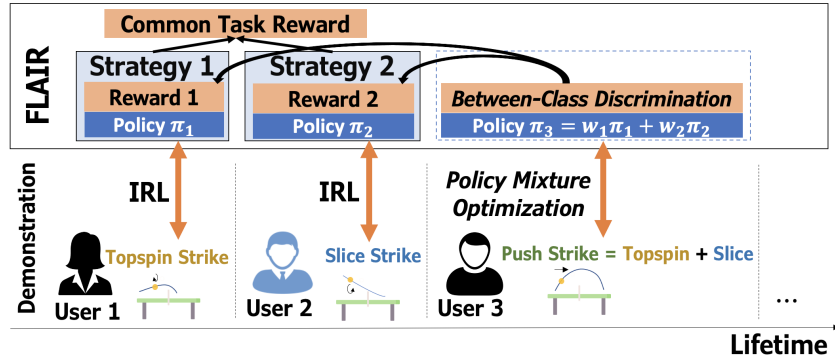 Common Task Reward
FLAIR
Strategy 1
Reward 1
Policy π₁
Strategy 2
Reward 2
Policy π₂
Between-Class Discrimination
Policy π₃ = w₁π₁ + w₂π₂
Demonstration
IRL
IRL
Policy Mixture
Optimization
Topspin Strike
User 1
Slice Strike
User 2
Push Strike = Topspin + Slice
User 3
...
Lifetime